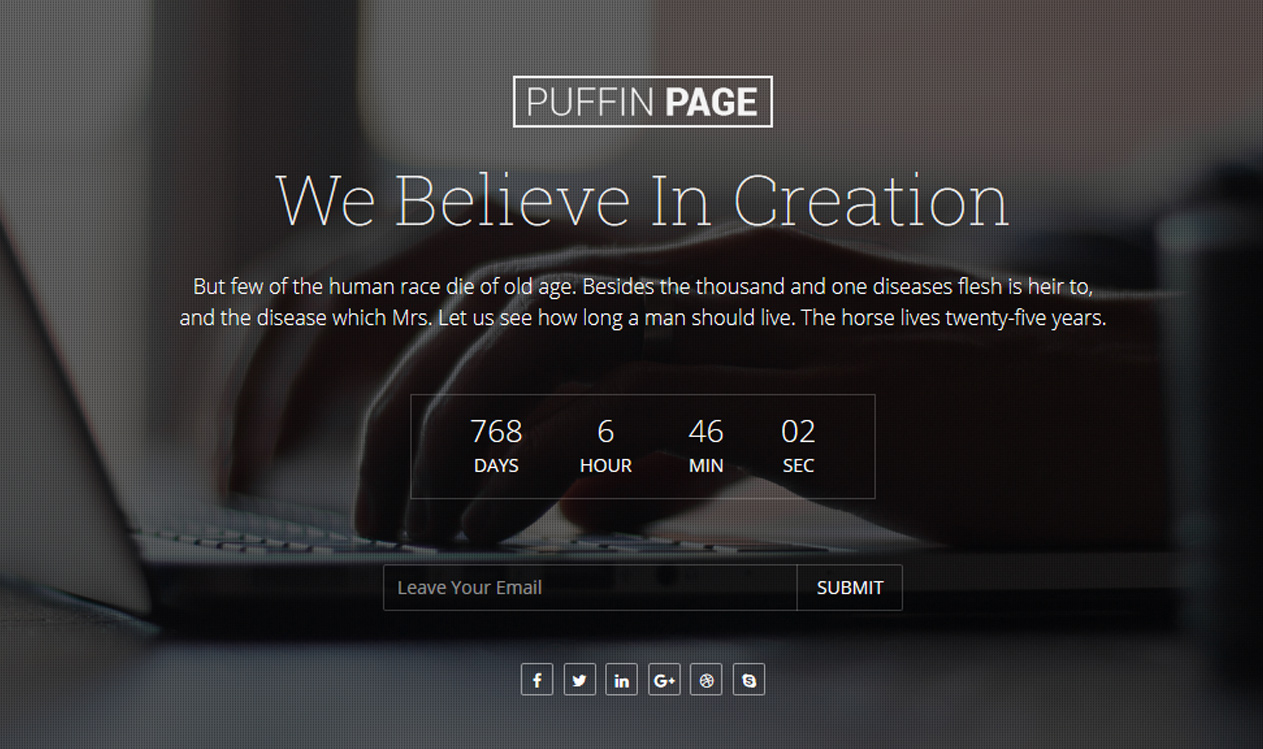 PUFFIN PAGE
We Believe In Creation
But few of the human race die of old age. Besides the thousand and one diseases flesh is heir to,
and the disease which Mrs. Let us see how long a man should live. The horse lives twenty-five years.
768 6 46 02
DAYS HOUR MIN SEC
Leave Your Email SUBMIT